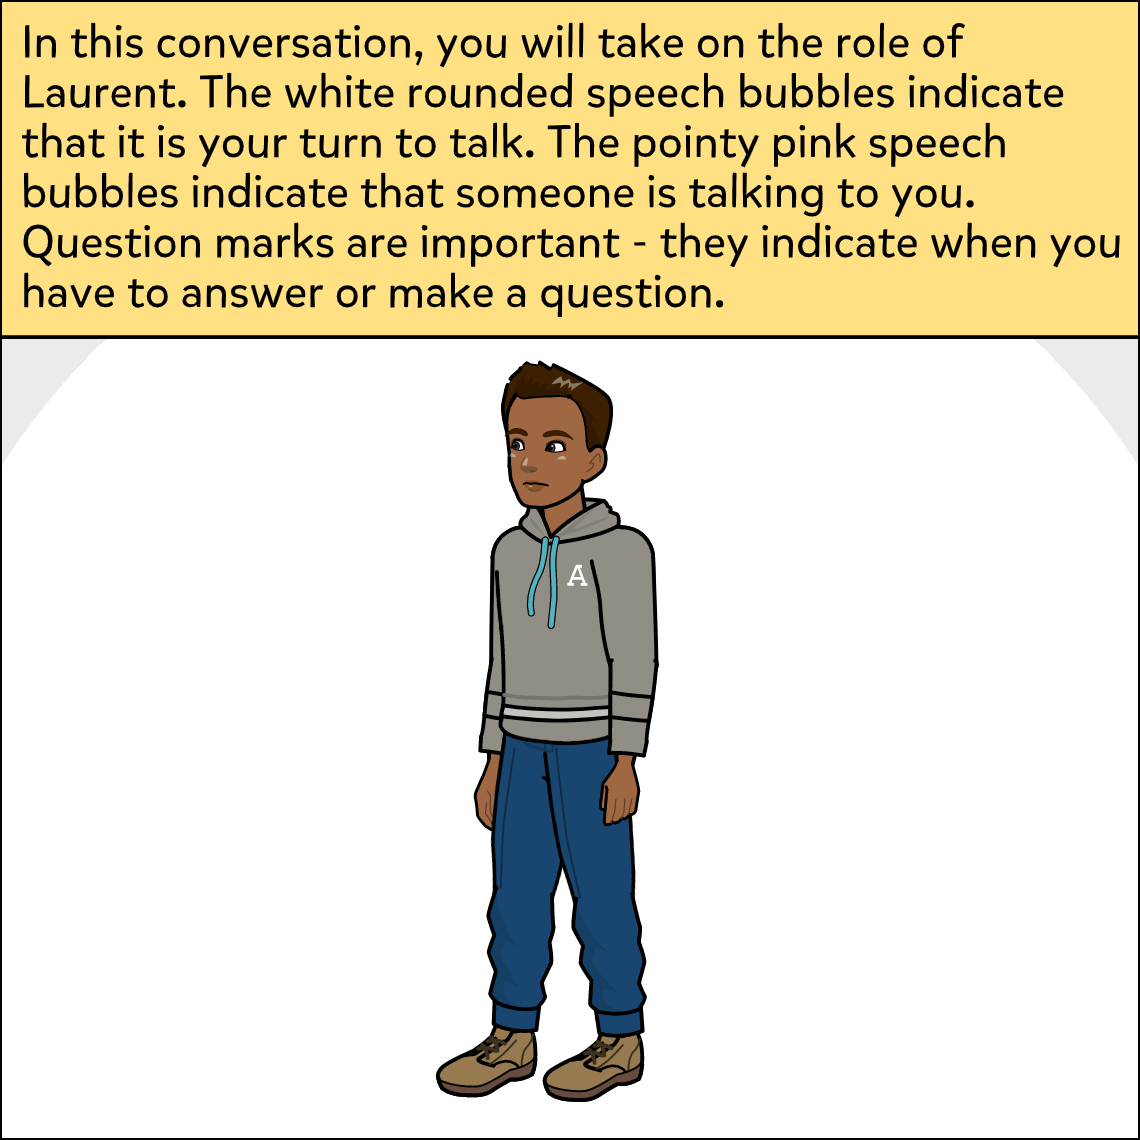 In this conversation, you will take on the role of
Laurent. The white rounded speech bubbles indicate
that it is your turn to talk. The pointy pink speech
bubbles indicate that someone is talking to you.
Question marks are important - they indicate when you
have to answer or make a question.
A